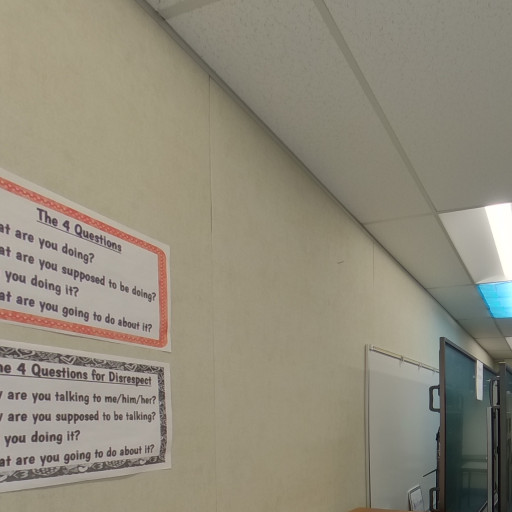 The 4 Questions
at are you doing?
at are you supposed to be doing?
you doing it?
at are you going to do about it?
he 4 Questions for Disrespect
y are you talking to me/him/her?
w are you supposed to be talking?
you doing it?
at are you going to do about it?